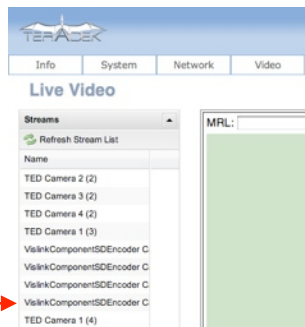 TERADEK
Info System Network Video
Live Video
Streams
MRL:
Refresh Stream List
Name
TED Camera 2 (2)
TED Camera 3 (2)
TED Camera 4 (2)
TED Camera 1 (3)
VislinkComponentSDEncoder C
VislinkComponentSDEncoder C
VislinkComponentSDEncoder C
VislinkComponentSDEncoder C
TED Camera 1 (4)